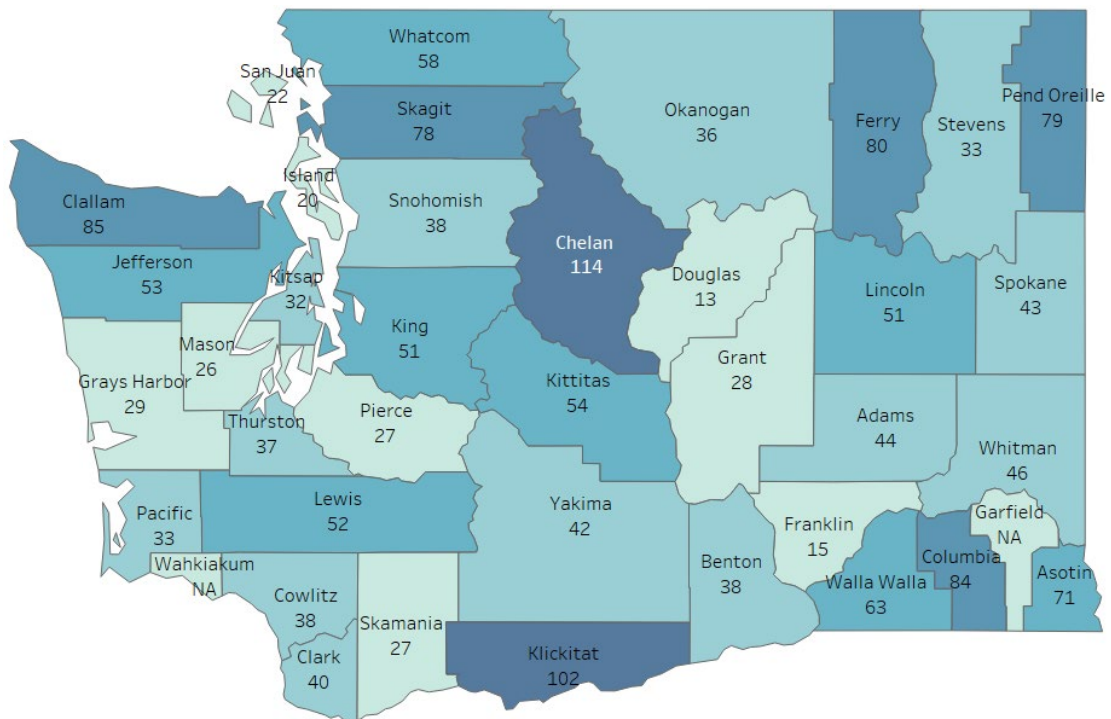 Whatcom
58
San Juan
22
Skagit
78
Okanogan
36
Ferry
80
Stevens
33
Pend Oreille
79
Island
20
Clallam
85
Snohomish
38
Chelan
114
Jefferson
53
Kitsap
32
Douglas
13
Lincoln
51
Spokane
43
King
51
Mason
26
Grant
28
Grays Harbor
29
Kittitas
54
Pierce
27
Thurston
37
Adams
44
Whitman
46
Lewis
52
Yakima
42
Pacific
33
Garfield
NA
Franklin
15
Wahkiakum
NA
Benton
38
Columbia
84
Asotin
71
Walla Walla
63
Cowlitz
38
Skamania
27
Clark
40
Klickitat
102